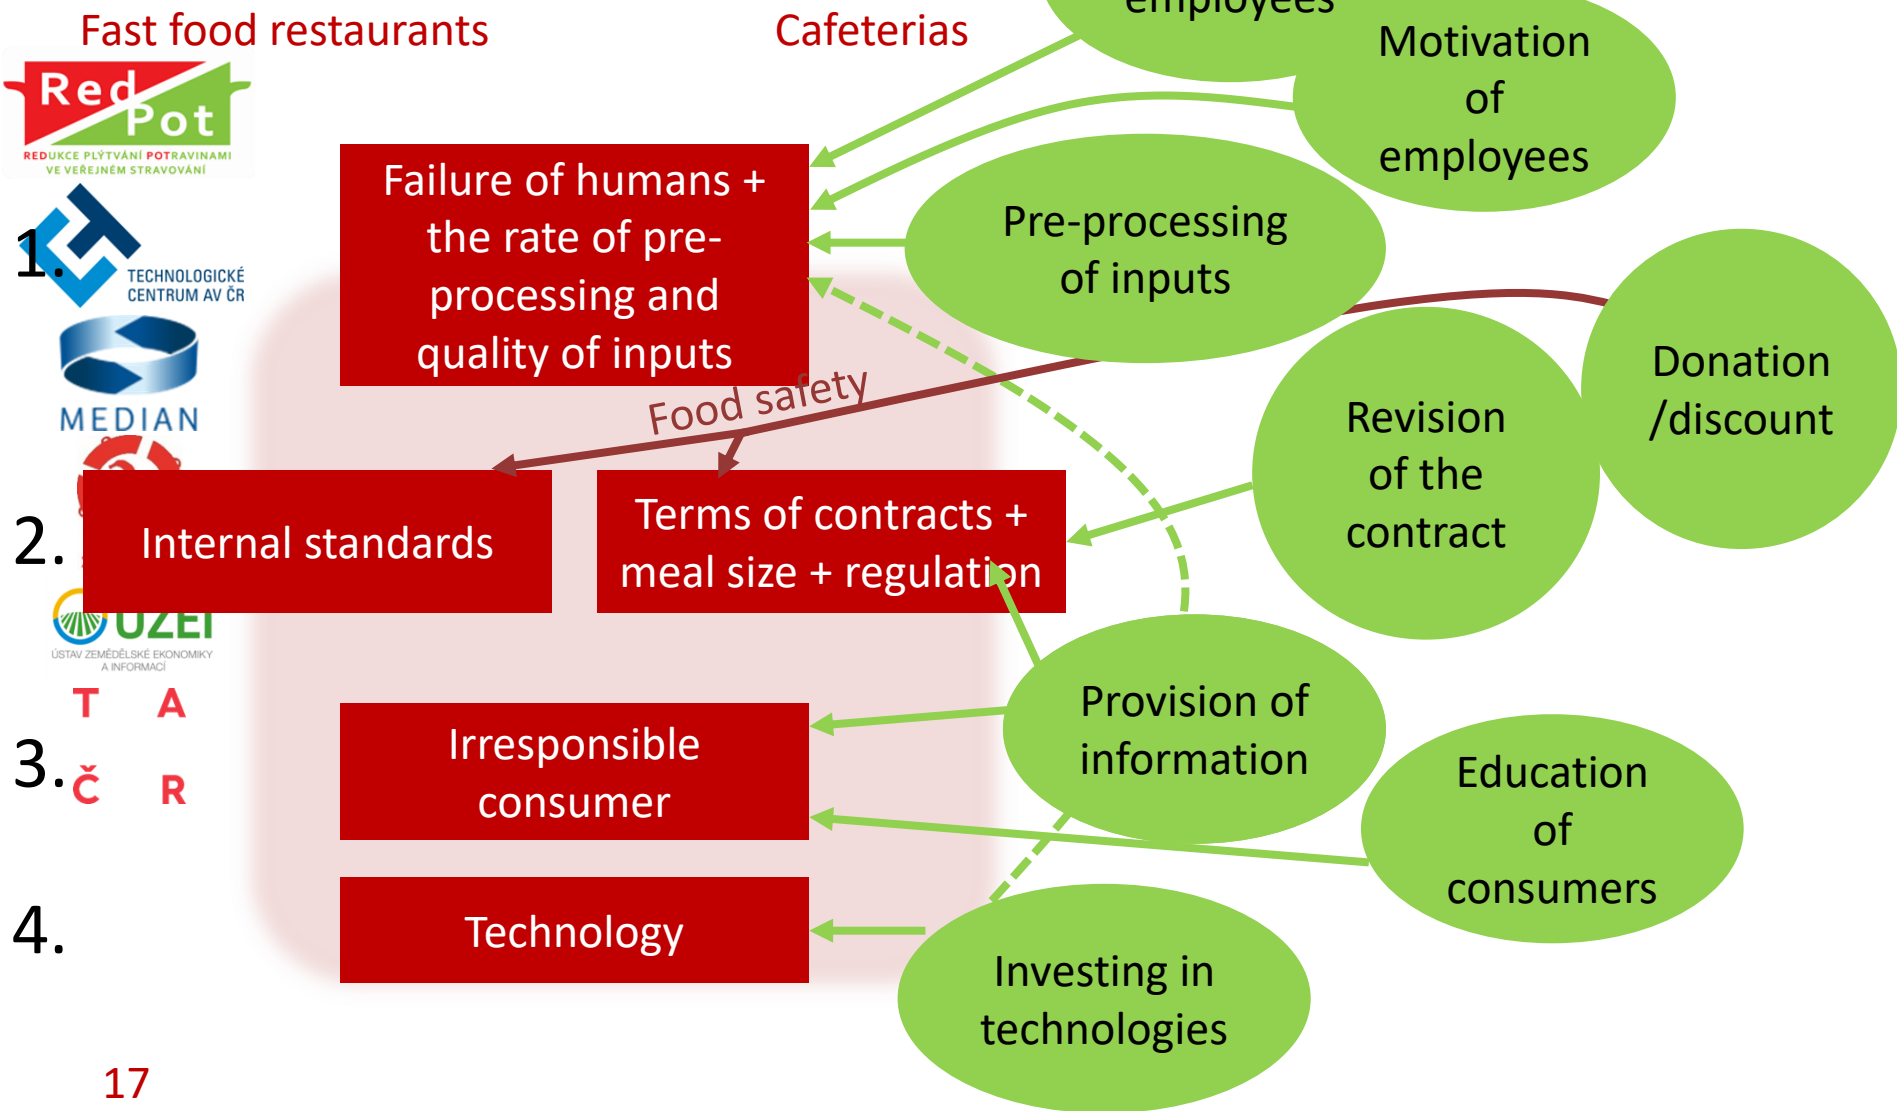 Fast food restaurants
Cafeterias
employees
Motivation
of
employees
Red
Pot
REDUKCE PLÝTVÁNÍ POTRAVINAMI
VE VEŘEJNÉM STRAVOVÁNÍ
Failure of humans +
the rate of pre-
processing and
quality of inputs
Pre-processing
of inputs
1.
TECHNOLOGICKÉ
CENTRUM AV ČR
MEDIAN
Food safety
Donation
/discount
Revision
of the
contract
2.
Internal standards
Terms of contracts +
meal size + regulation
ÚZEI
ÚSTAV ZEMĚDĚLSKÉ EKONOMIKY
A INFORMACÍ
T A
Č R
3.
Irresponsible
consumer
Provision of
information
Education
of
consumers
4.
Technology
Investing in
technologies
17